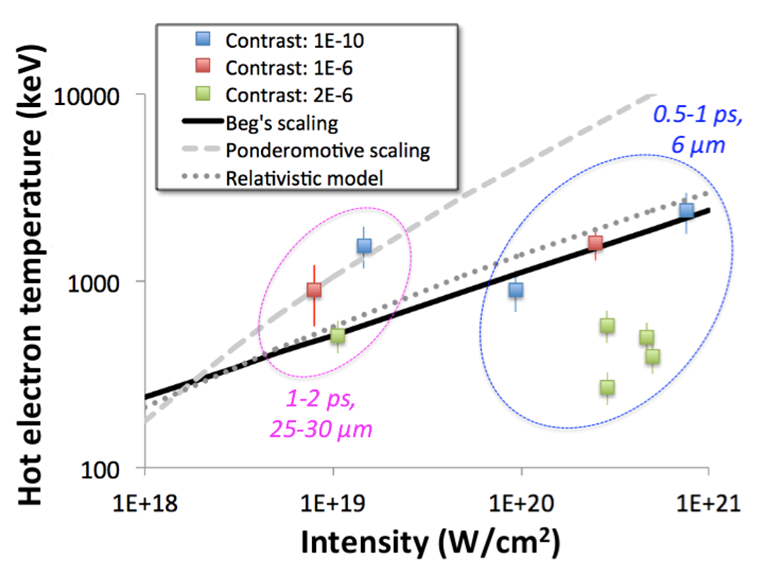 Contrast: 1E-10
Contrast: 1E-6
Contrast: 2E-6
Beg's scaling
Ponderomotive scaling
Relativistic model
Hot electron temperature (keV)
10000
1000
100
0.5-1 ps,
6 µm
1-2 ps,
25-30 µm
1E+18
1E+19
1E+20
1E+21
Intensity (W/cm²)